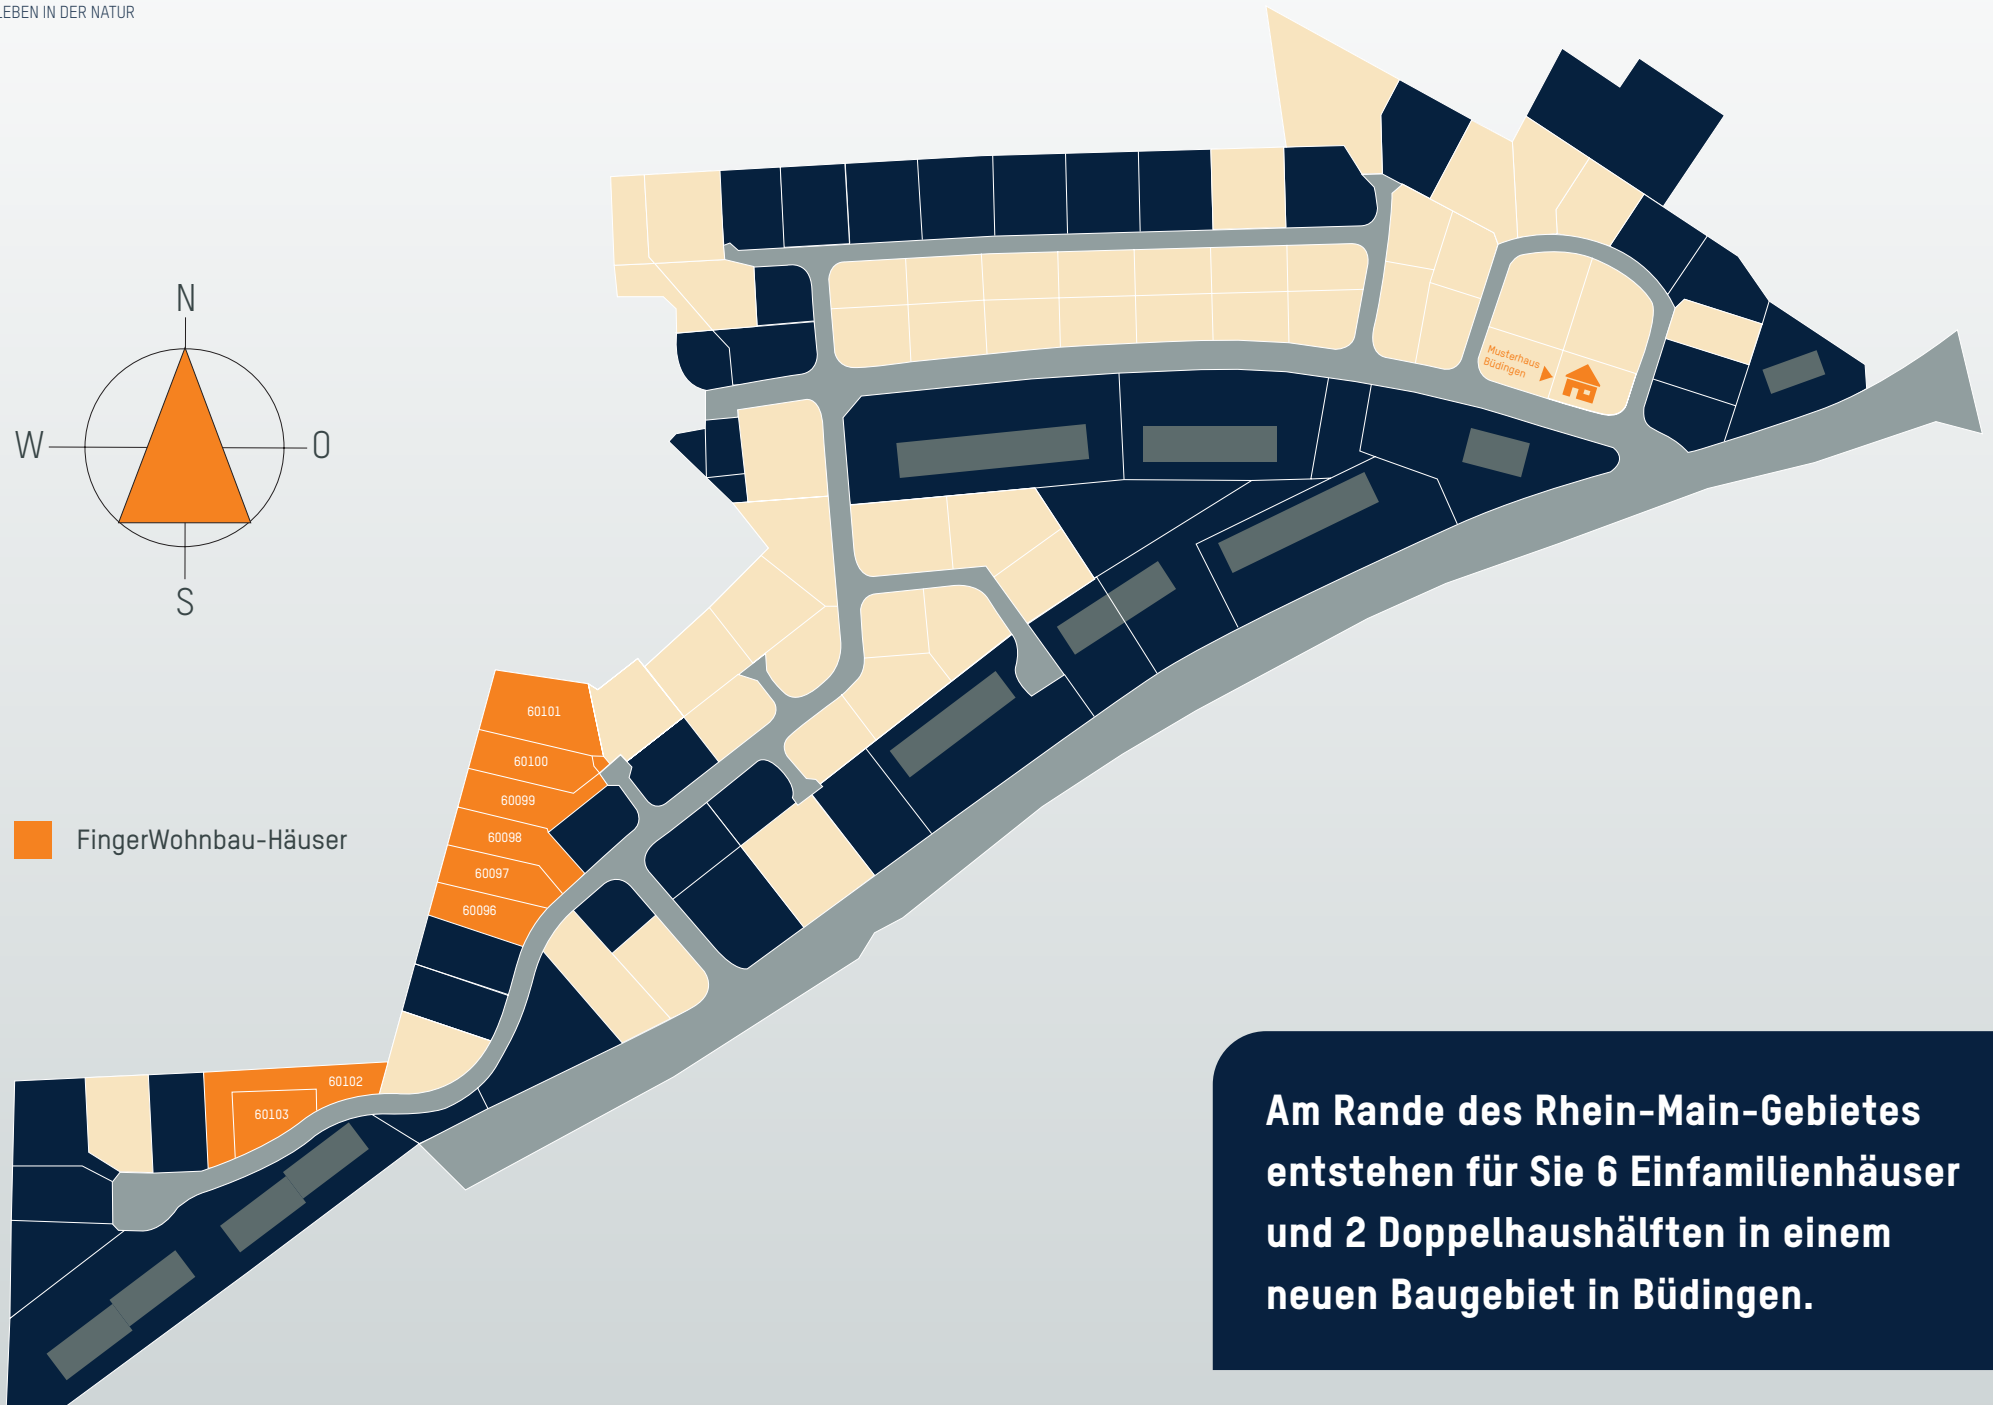 LEBEN IN DER NATUR
N
W
O
S
Musterhaus
Büdingen
60101
60100
60099
60098
60097
60096
60102
60103
FingerWohnbau-Häuser
Am Rande des Rhein-Main-Gebietes
entstehen für Sie 6 Einfamilienhäuser
und 2 Doppelhaushälften in einem
neuen Baugebiet in Büdingen.